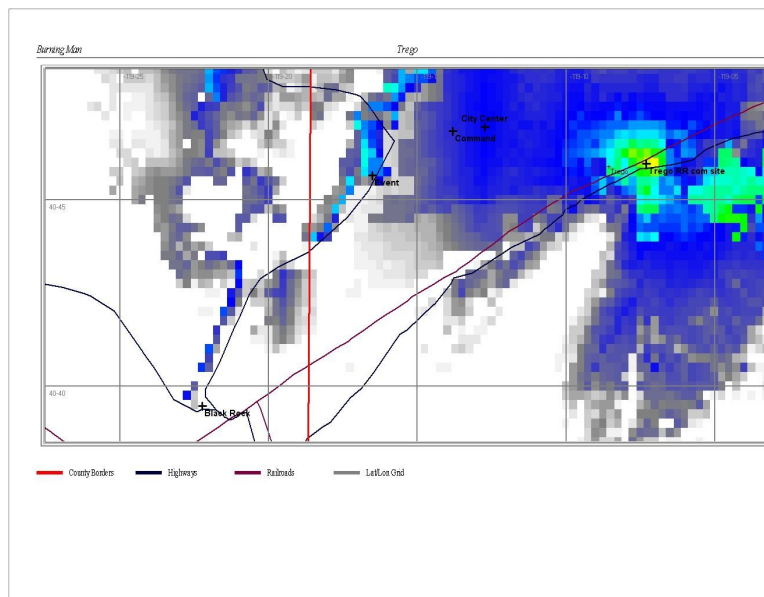 Burning Man Trego
-119-25 -119-20 -119-10 -119-05
City Center
Command
Trego
Trego RR com site
Event
40-45
40-40
Black Rock
County Borders Highways Railroads Lat/Lon Grid